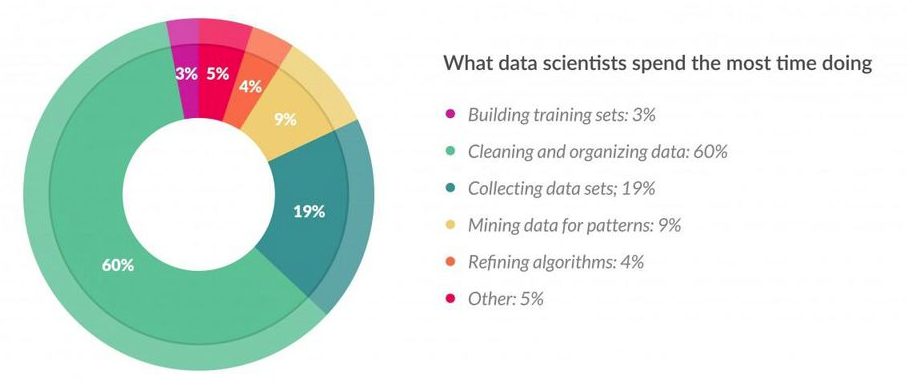 3% 5%
4%
9%
19%
60%
What data scientists spend the most time doing
Building training sets: 3%
Cleaning and organizing data: 60%
Collecting data sets; 19%
Mining data for patterns: 9%
Refining algorithms: 4%
Other: 5%